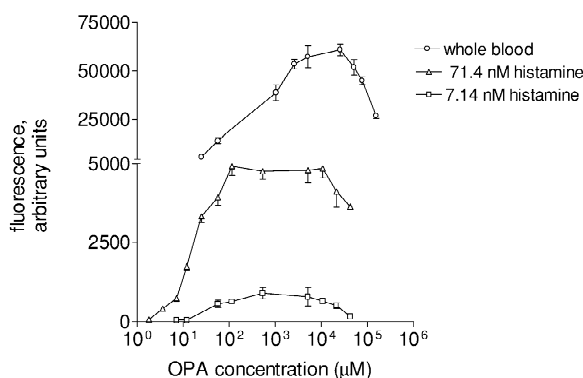 75000
50000
25000
5000
2500
0
fluorescence,
arbitrary units
10^0 10^1 10^2 10^3 10^4 10^5 10^6
OPA concentration (μM)
whole blood
71.4 nM histamine
7.14 nM histamine